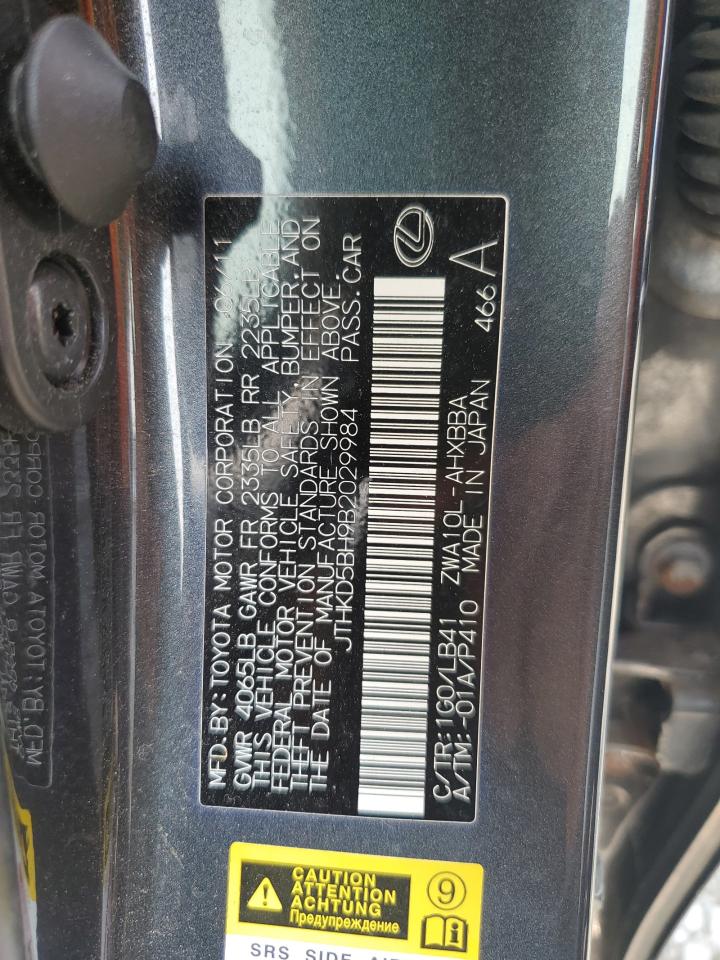 MFD.BY:TOYOTA MOTOR CORPORATION 06/11
GVWR 4065LB GAWR FR 2335LB RR 2235LB
THIS VEHICLE CONFORMS TO ALL APPLICABLE
FEDERAL MOTOR VEHICLE SAFETY, BUMPER, AND
THEFT PREVENTION STANDARDS IN EFFECT ON
THE DATE OF MANUFACTURE SHOWN ABOVE.
JTHKD5BH9B2029984 PASS.CAR
C/TR:1G0/LB41 ZWA10L-AHXBBA 466
A/TM:-01A/P410 MADE IN JAPAN A
CAUTION
ATTENTION
ACHTUNG
Предупреждение
9
SRS SIDE